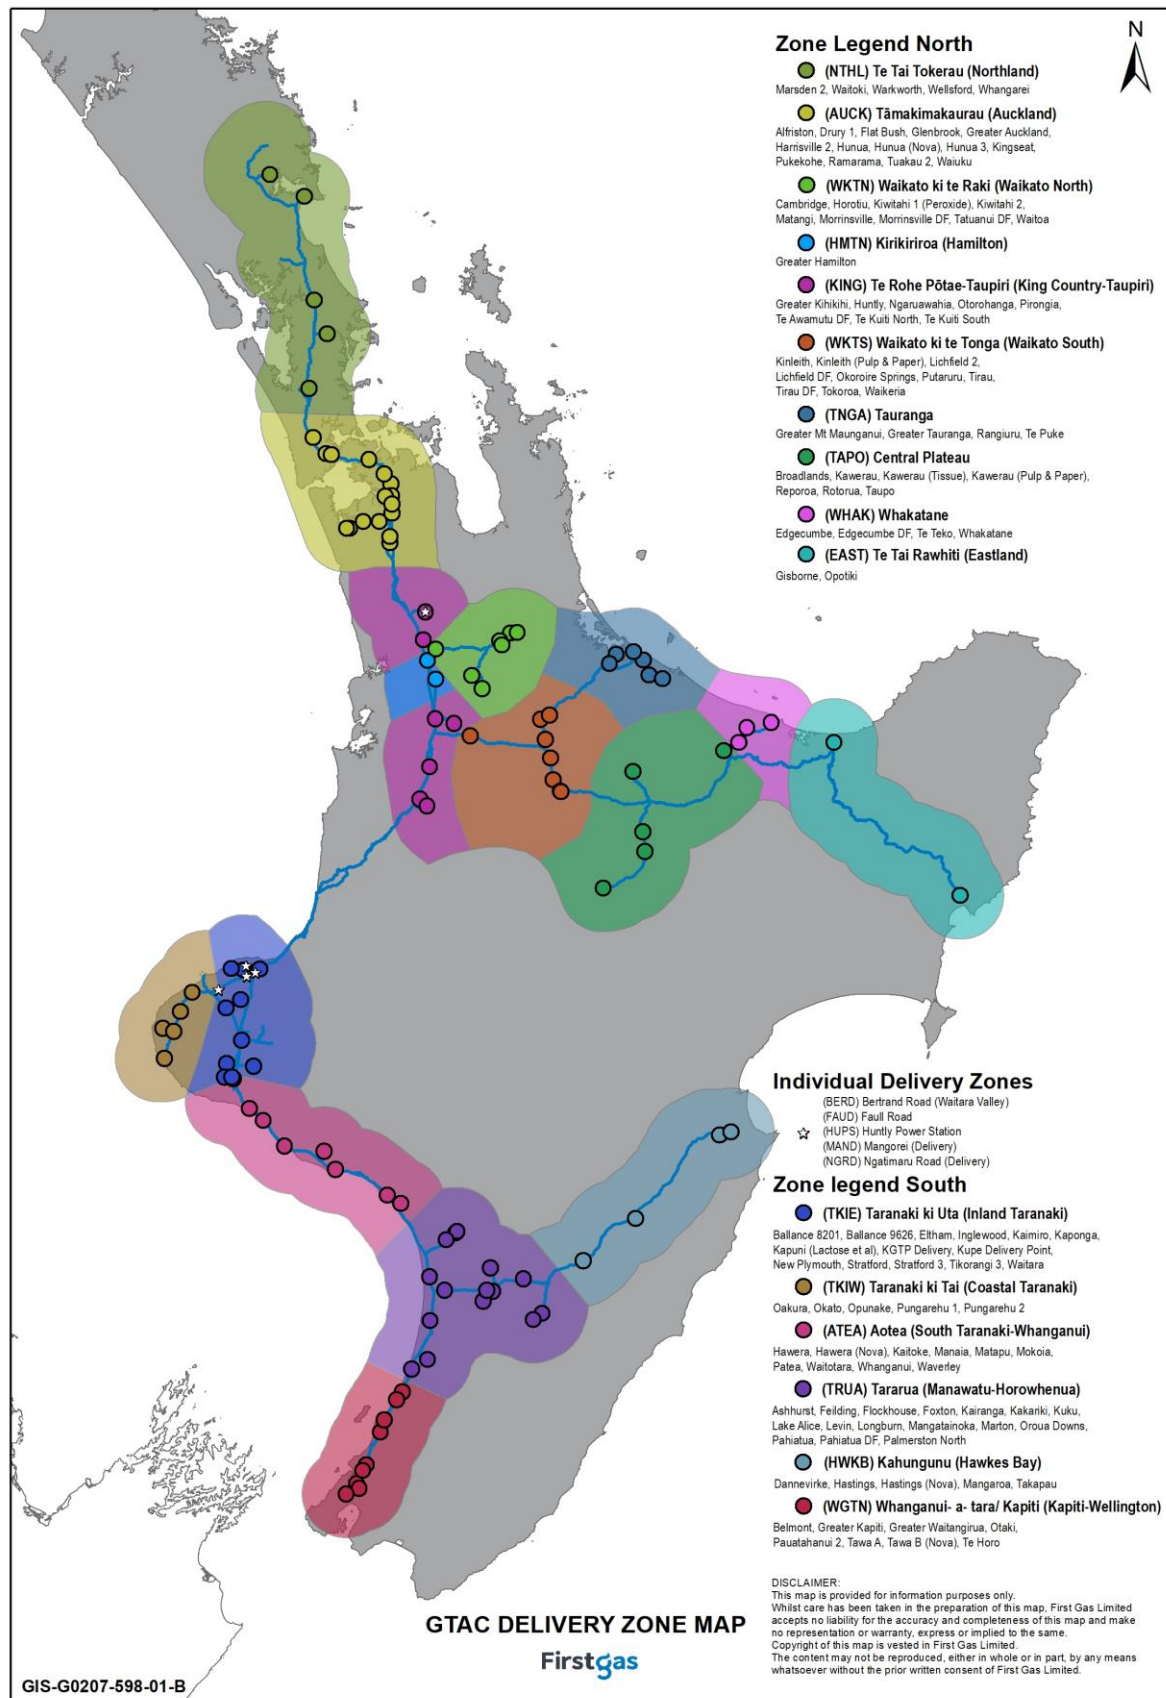 N
Zone Legend North
(NTHL) Te Tai Tokerau (Northland)
Marsden 2, Waitoki, Warkworth, Wellsford, Whangarei
(AUCK) Tāmakimakaurau (Auckland)
Alfriston, Drury 1, Flat Bush, Glenbrook, Greater Auckland,
Harrisville 2, Hunua, Hunua (Nova), Hunua 3, Kingseat,
Pukekohe, Ramarama, Tuakau 2, Waiuku
(WKTN) Waikato ki te Raki (Waikato North)
Cambridge, Horotiu, Kiwitahi 1 (Peroxide), Kiwitahi 2,
Matangi, Morrinsville, Morrinsville DF, Tatuanui DF, Waitoa
(HMTN) Kirikiriroa (Hamilton)
Greater Hamilton
(KING) Te Rohe Pōtae-Taupiri (King Country-Taupiri)
Greater Kihikihi, Huntly, Ngaruawahia, Otorohanga, Pirongia,
Te Awamutu DF, Te Kuiti North, Te Kuiti South
(WKTS) Waikato ki te Tonga (Waikato South)
Kinleith, Kinleith (Pulp & Paper), Lichfield 2,
Lichfield DF, Okoroire Springs, Putaruru, Tirau,
Tirau DF, Tokoroa, Waikeria
(TNGA) Tauranga
Greater Mt Maunganui, Greater Tauranga, Rangiuru, Te Puke
(TAPO) Central Plateau
Broadlands, Kawerau, Kawerau (Tissue), Kawerau (Pulp & Paper),
Reporoa, Rotorua, Taupo
(WHAK) Whakatane
Edgecumbe, Edgecumbe DF, Te Teko, Whakatane
(EAST) Te Tai Rawhiti (Eastland)
Gisborne, Opotiki
Individual Delivery Zones
(BERD) Bertrand Road (Waitara Valley)
(FAUD) Faull Road
(HUPS) Huntly Power Station
(MAND) Mangorei (Delivery)
(NGRD) Ngatimaru Road (Delivery)
Zone legend South
(TKIE) Taranaki ki Uta (Inland Taranaki)
Ballance 8201, Ballance 9626, Eltham, Inglewood, Kaimiro, Kaponga,
Kapuni (Lactose et al), KGTP Delivery, Kupe Delivery Point,
New Plymouth, Stratford, Stratford 3, Tikorangi 3, Waitara
(TKIW) Taranaki ki Tai (Coastal Taranaki)
Oakura, Okato, Opunake, Pungarehu 1, Pungarehu 2
(ATEA) Aotea (South Taranaki-Whanganui)
Hawera, Hawera (Nova), Kaitoke, Manaia, Matapu, Mokoia,
Patea, Waitotara, Whanganui, Waverley
(TRUA) Tararua (Manawatu-Horowhenua)
Ashhurst, Feilding, Flockhouse, Foxton, Kairanga, Kakariki, Kuku,
Lake Alice, Levin, Longburn, Mangatainoka, Marton, Oroua Downs,
Pahiatua, Pahiatua DF, Palmerston North
(HWKB) Kahungunu (Hawkes Bay)
Dannevirke, Hastings, Hastings (Nova), Mangaroa, Takapau
(WGTN) Whanganui- a- tara/ Kapiti (Kapiti-Wellington)
Belmont, Greater Kapiti, Greater Waitangirua, Otaki,
Pauatahanui 2, Tawa A, Tawa B (Nova), Te Horo
DISCLAIMER:
This map is provided for information purposes only.
Whilst care has been taken in the preparation of this map, First Gas Limited
accepts no liability for the accuracy and completeness of this map and make
no representation or warranty, express or implied to the same.
Copyright of this map is vested in First Gas Limited.
The content may not be reproduced, either in whole or in part, by any means
whatsoever without the prior written consent of First Gas Limited.
GTAC DELIVERY ZONE MAP
Firstgas
GIS-G0207-598-01-B